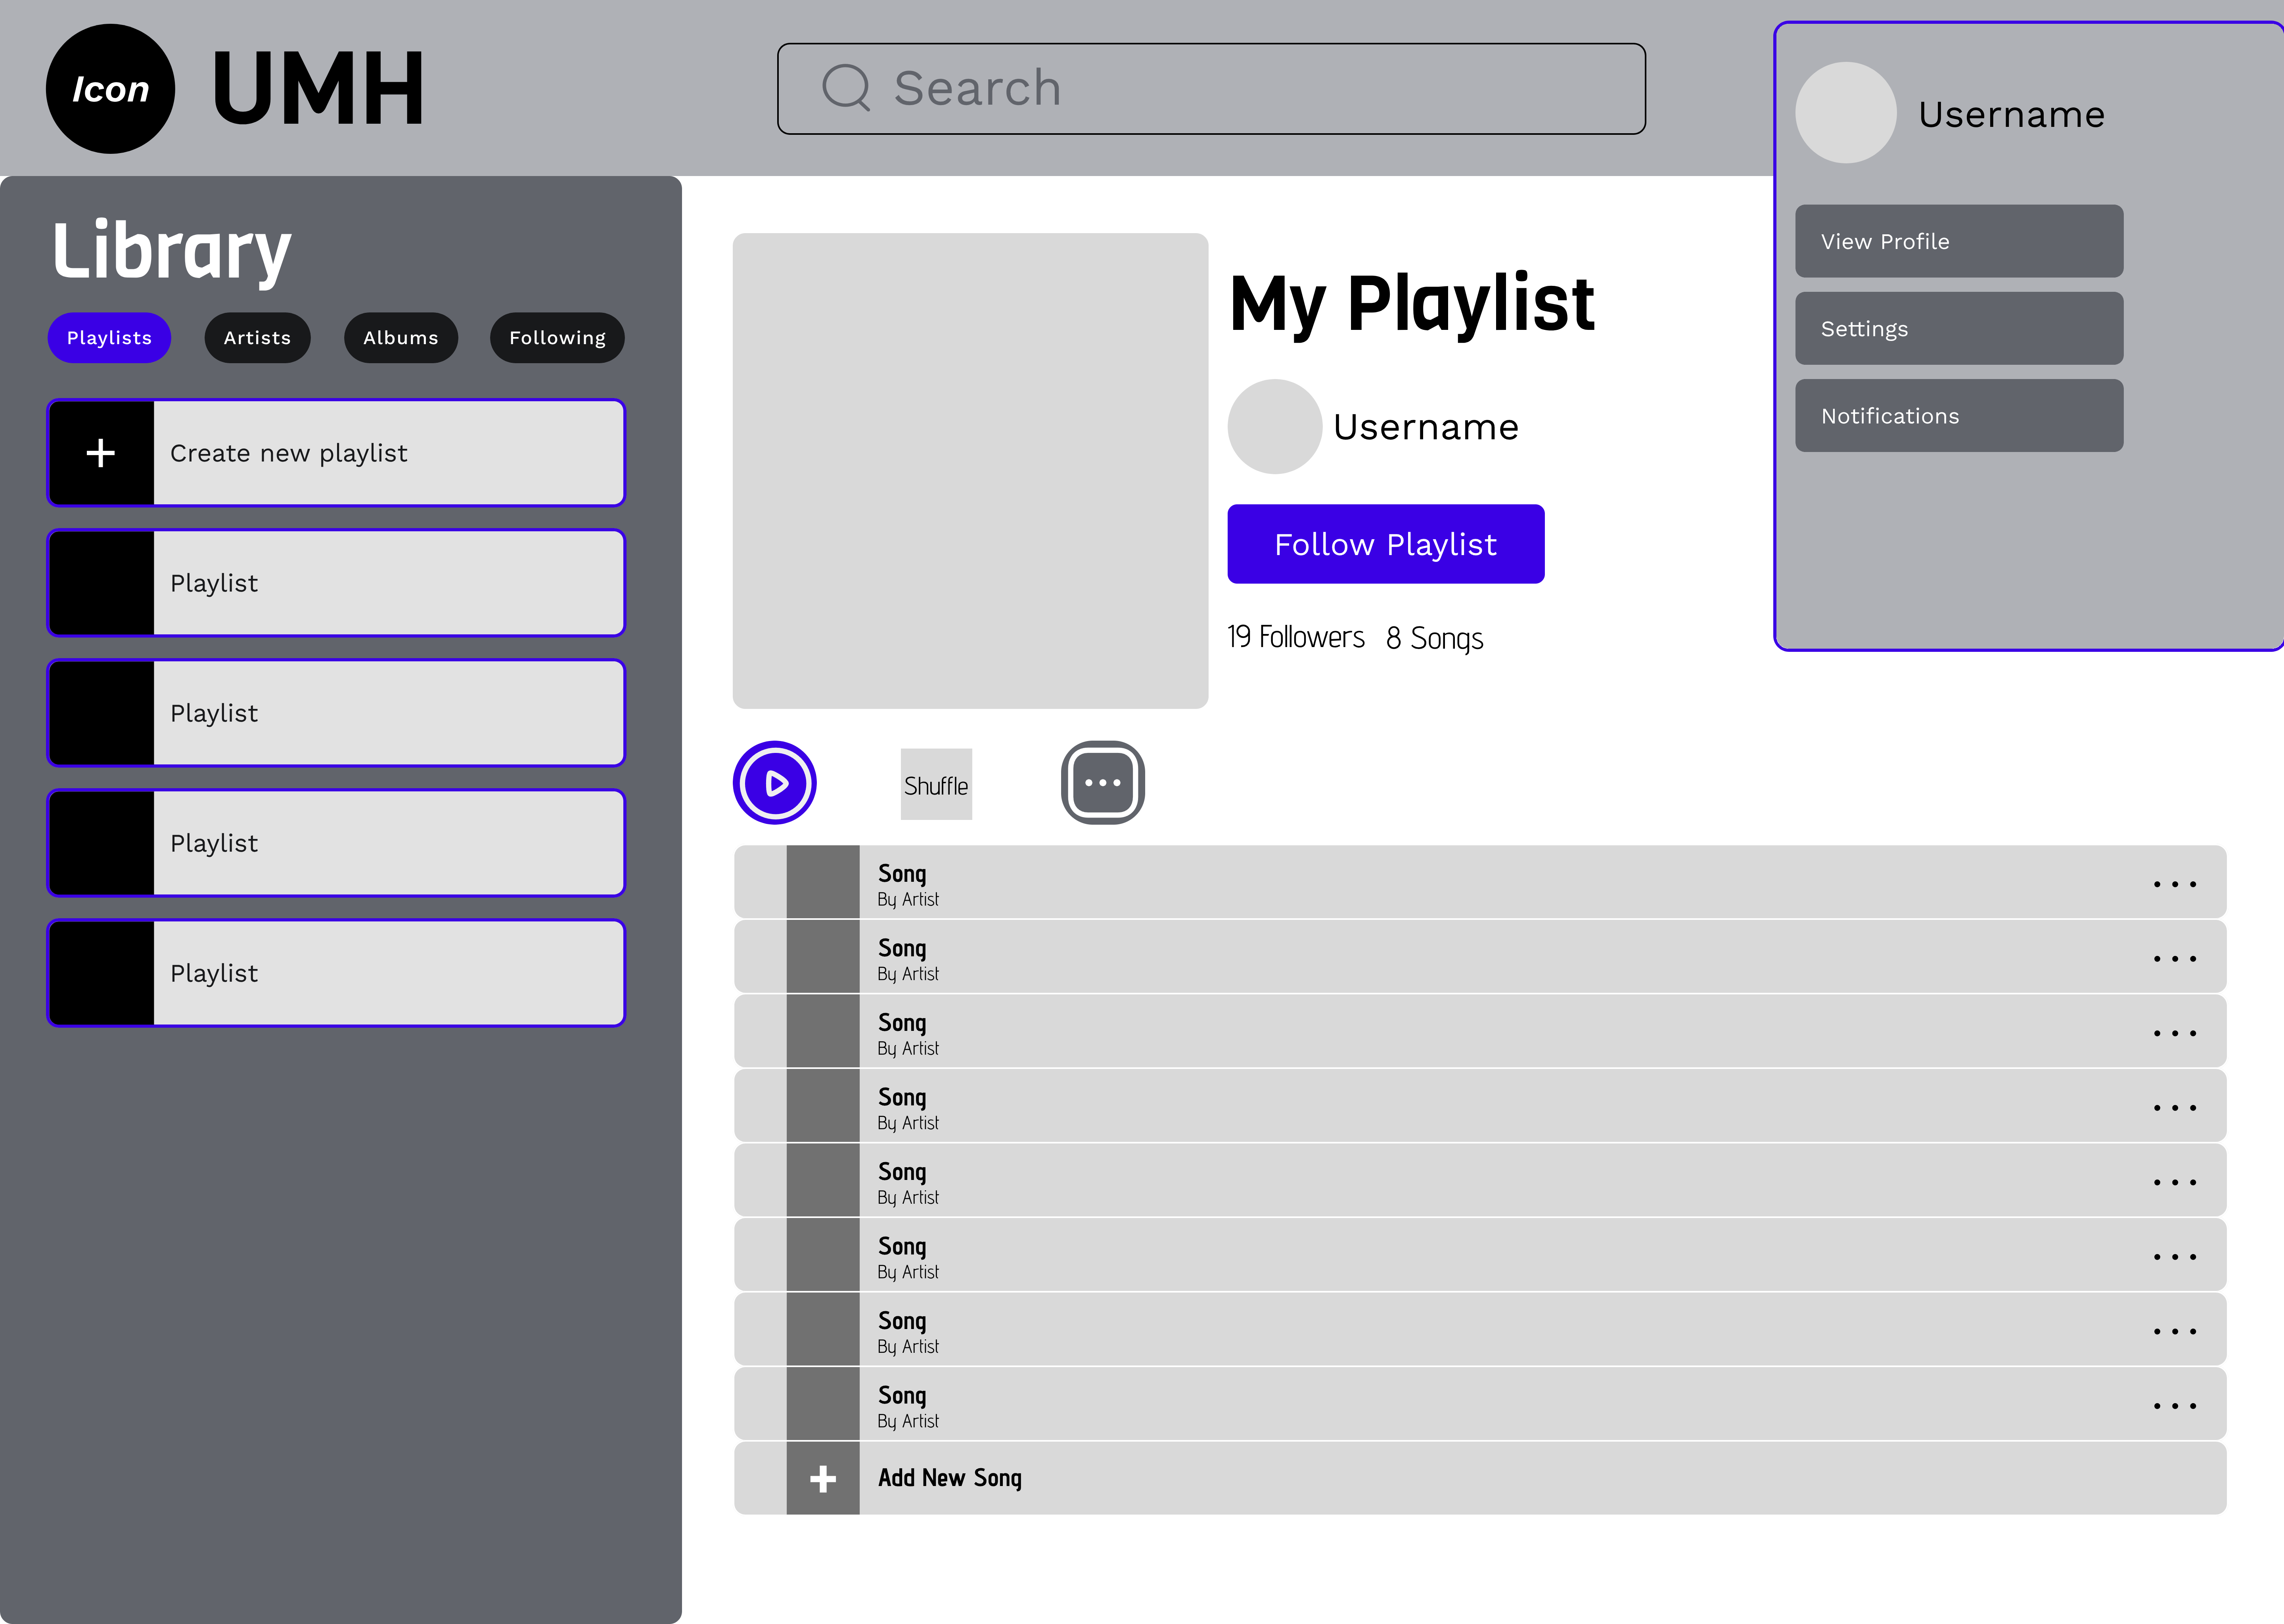 Icon
UMH
Search
Username
View Profile
Settings
Notifications
Library
Playlists
Artists
Albums
Following
Create new playlist
Playlist
Playlist
Playlist
Playlist
My Playlist
Username
Follow Playlist
19 Followers
8 Songs
Shuffle
Song
By Artist
Song
By Artist
Song
By Artist
Song
By Artist
Song
By Artist
Song
By Artist
Song
By Artist
Song
By Artist
Add New Song